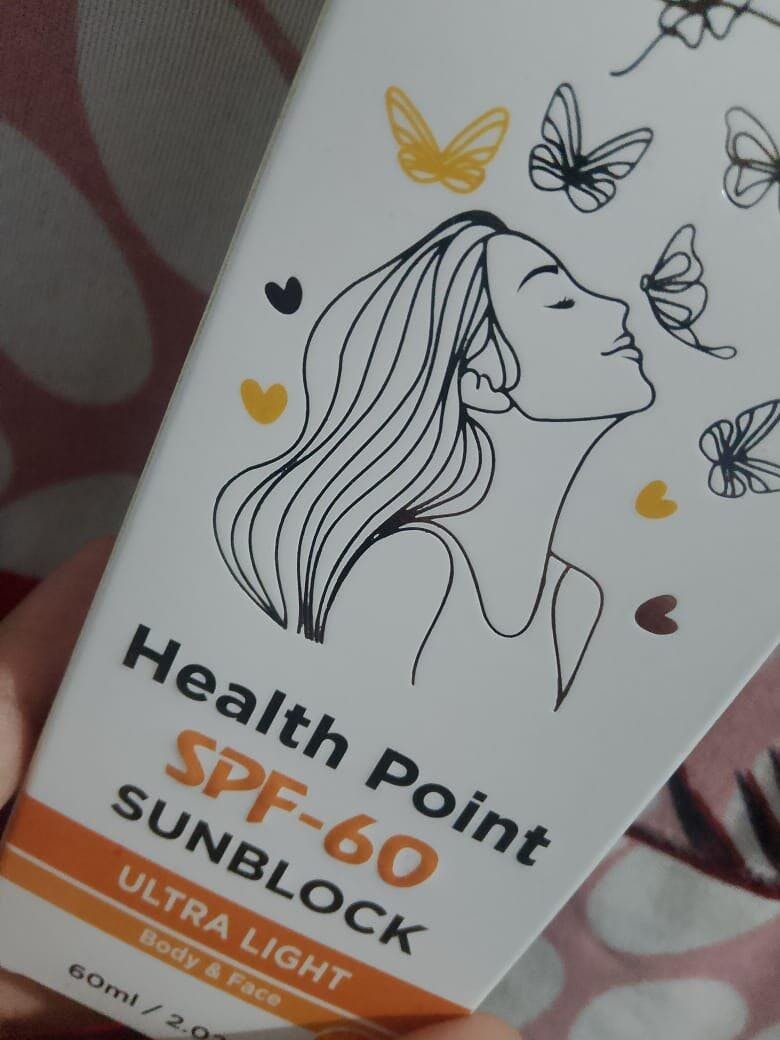 Health Point
SPF-60
SUNBLOCK
ULTRA LIGHT
Body & Face
60ml /